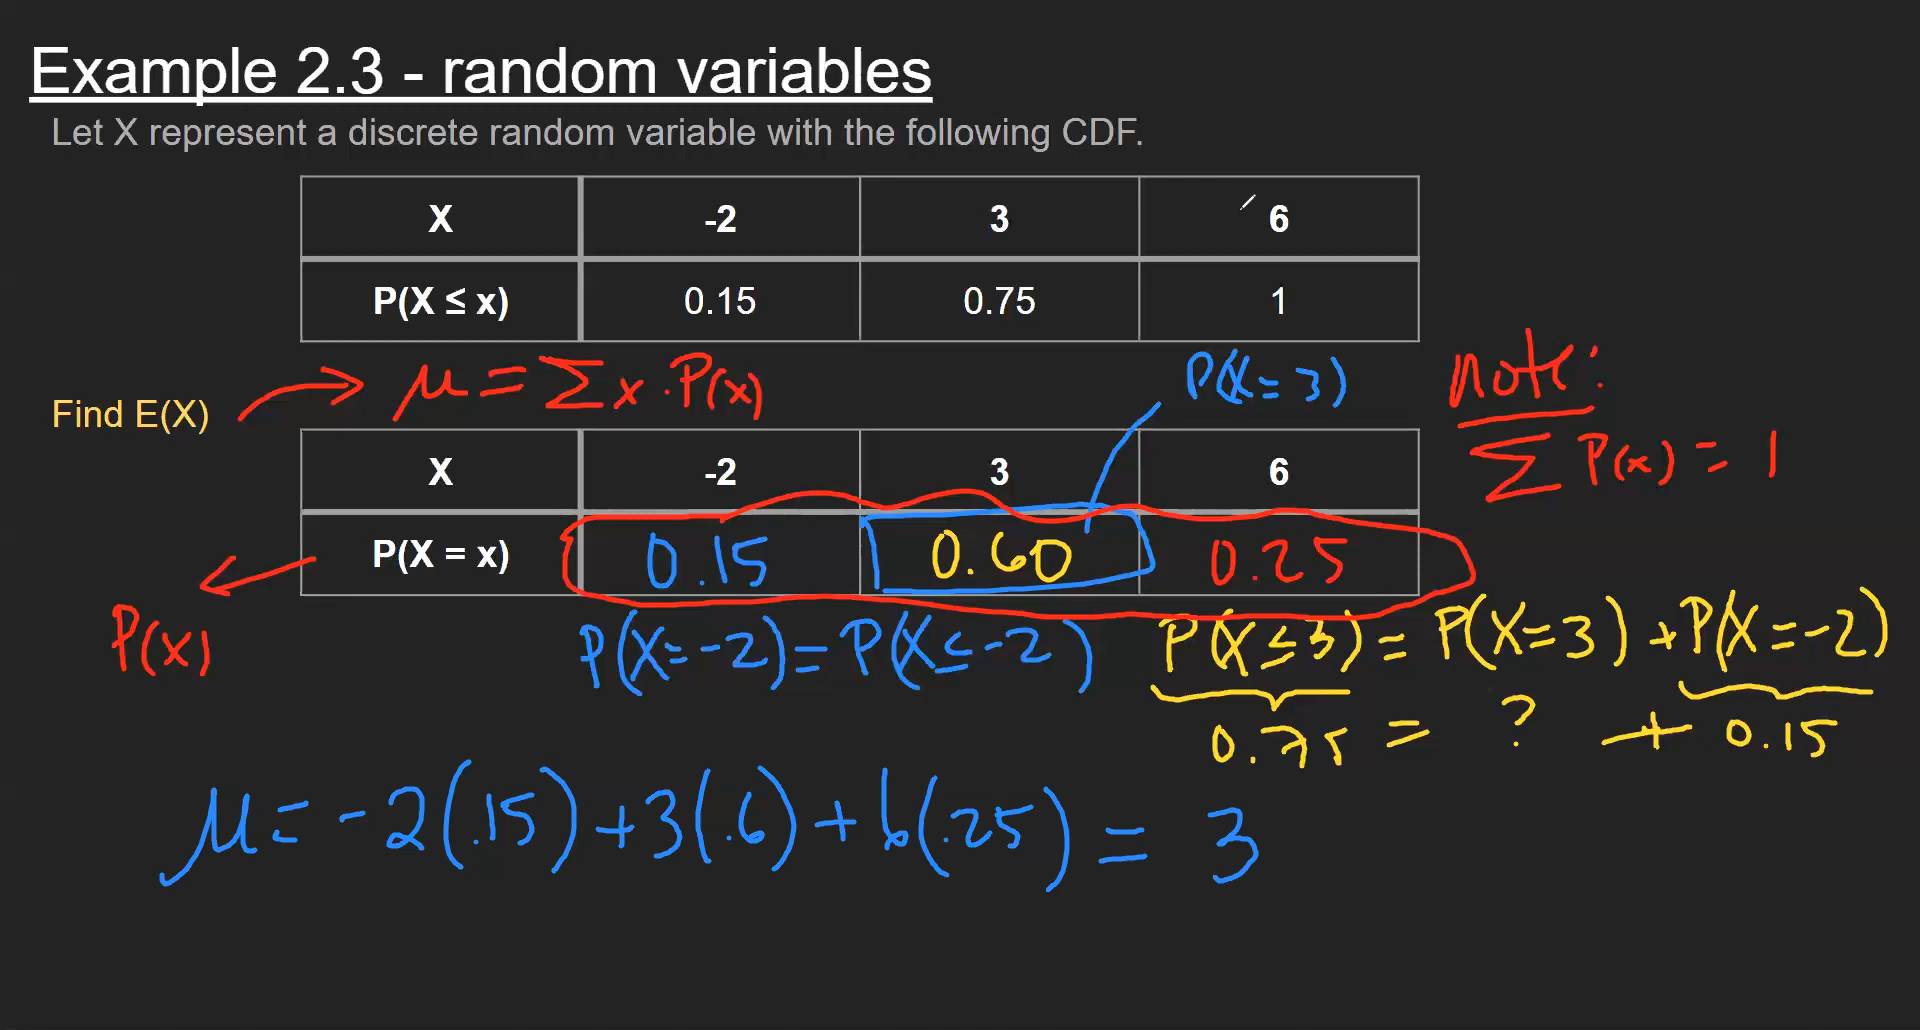 Example 2.3 - random variables
Let X represent a discrete random variable with the following CDF.
X -2 3 6
P(X ≤ x) 0.15 0.75 1
Find E(X) μ = Σ x · P(x)
P(X = 3)
Note:
Σ P(x) = 1
X -2 3 6
P(X = x) 0.15 0.60 0.25
P(x)
P(X = -2) = P(X ≤ -2)
P(X ≤ 3) = P(X = 3) + P(X = -2)
0.75 = ? + 0.15
μ = -2(.15) + 3(.6) + 6(.25) = 3